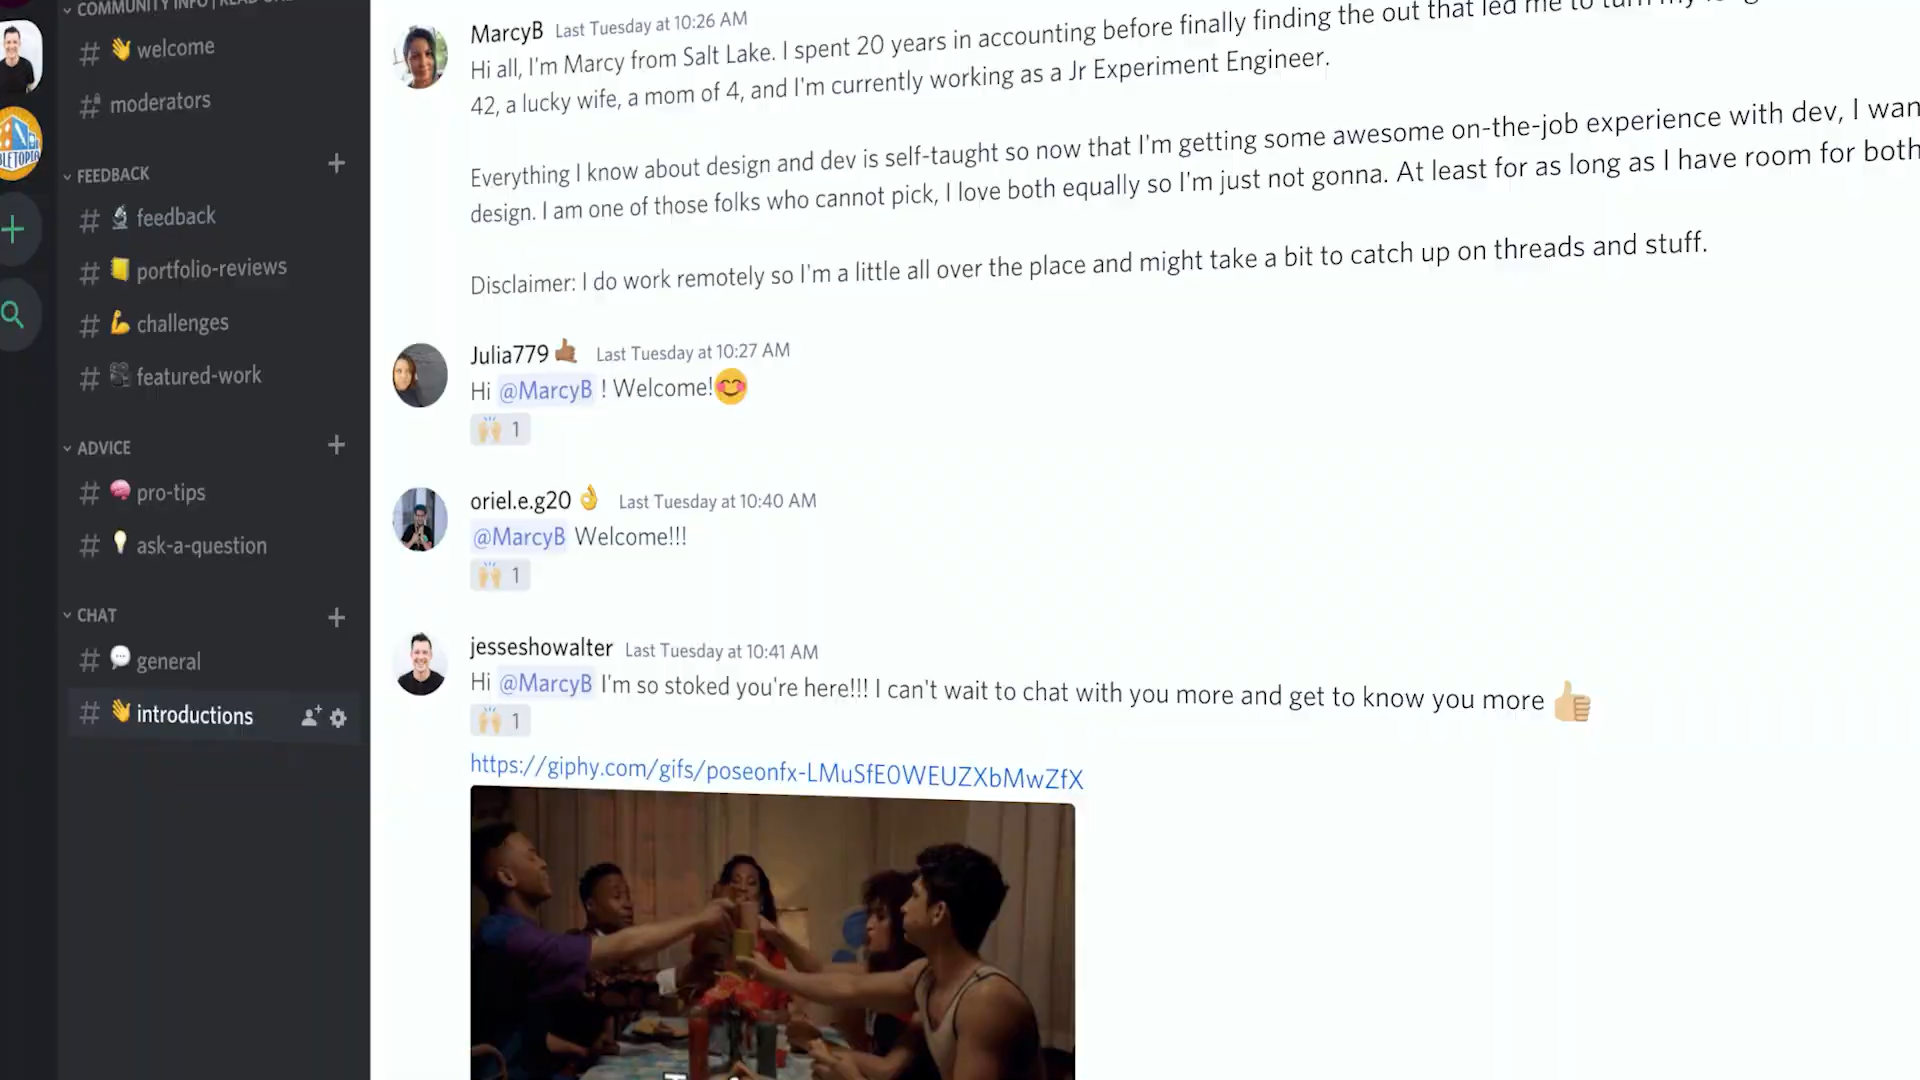 COMMUNITY INFO | READ
welcome
moderators
FEEDBACK
feedback
portfolio-reviews
challenges
featured-work
ADVICE
pro-tips
ask-a-question
CHAT
general
introductions
MarcyB Last Tuesday at 10:26 AM
Hi all, I'm Marcy from Salt Lake. I spent 20 years in accounting before finally finding the out that led me to turn my
42, a lucky wife, a mom of 4, and I'm currently working as a Jr Experiment Engineer.
Everything I know about design and dev is self-taught so now that I'm getting some awesome on-the-job experience with dev, I wan
design. I am one of those folks who cannot pick, I love both equally so I'm just not gonna. At least for as long as I have room for both
Disclaimer: I do work remotely so I'm a little all over the place and might take a bit to catch up on threads and stuff.
Julia779 Last Tuesday at 10:27 AM
Hi @MarcyB ! Welcome!
1
oriel.e.g20 Last Tuesday at 10:40 AM
@MarcyB Welcome!!!
1
jesseshowalter Last Tuesday at 10:41 AM
Hi @MarcyB I'm so stoked you're here!!! I can't wait to chat with you more and get to know you more
1
https://giphy.com/gifs/poseonfx-LMuSfE0WEUZXbMwZfX